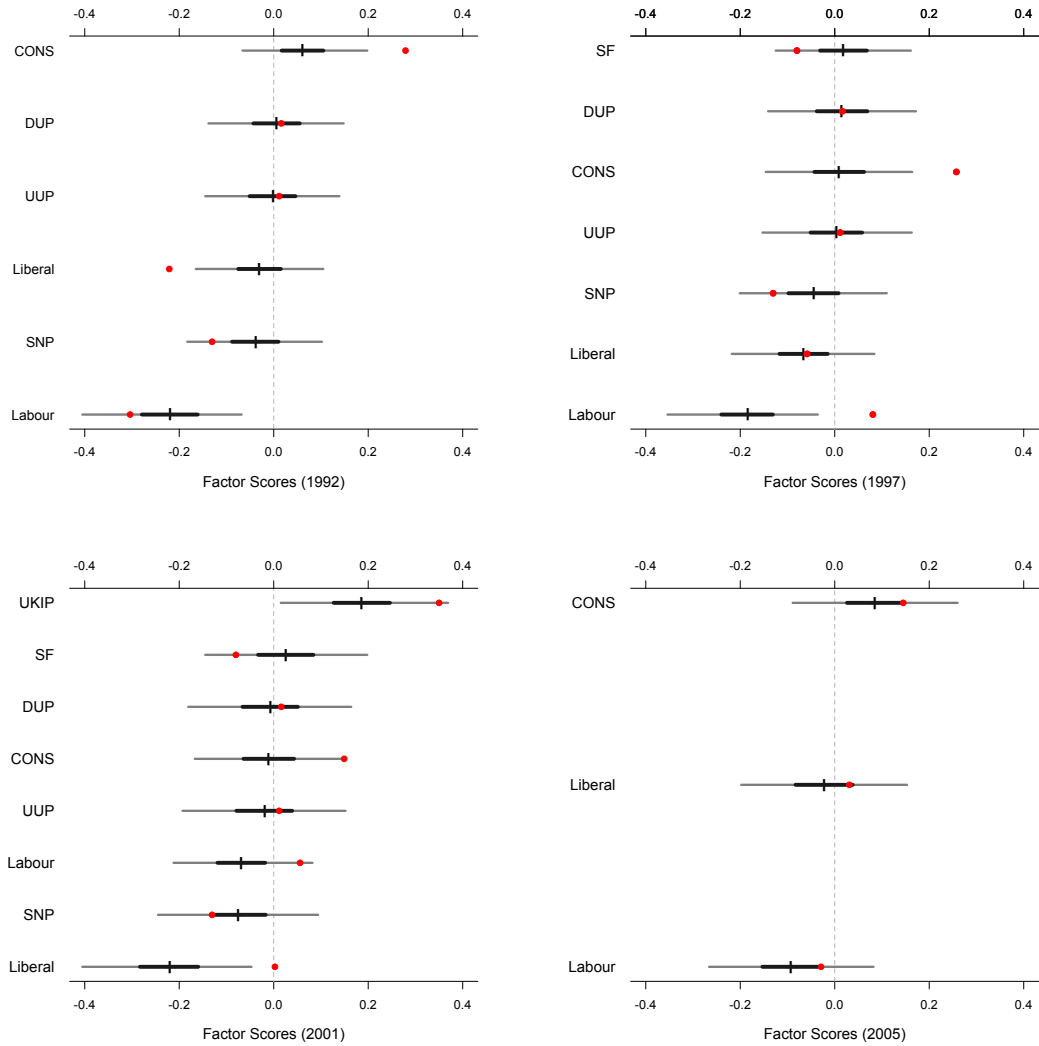 -0.4 -0.2 0.0 0.2 0.4
CONS
DUP
UUP
Liberal
SNP
Labour
-0.4 -0.2 0.0 0.2 0.4
Factor Scores (1992)
-0.4 -0.2 0.0 0.2 0.4
SF
DUP
CONS
UUP
SNP
Liberal
Labour
-0.4 -0.2 0.0 0.2 0.4
Factor Scores (1997)
-0.4 -0.2 0.0 0.2 0.4
UKIP
SF
DUP
CONS
UUP
Labour
SNP
Liberal
-0.4 -0.2 0.0 0.2 0.4
Factor Scores (2001)
-0.4 -0.2 0.0 0.2 0.4
CONS
Liberal
Labour
-0.4 -0.2 0.0 0.2 0.4
Factor Scores (2005)